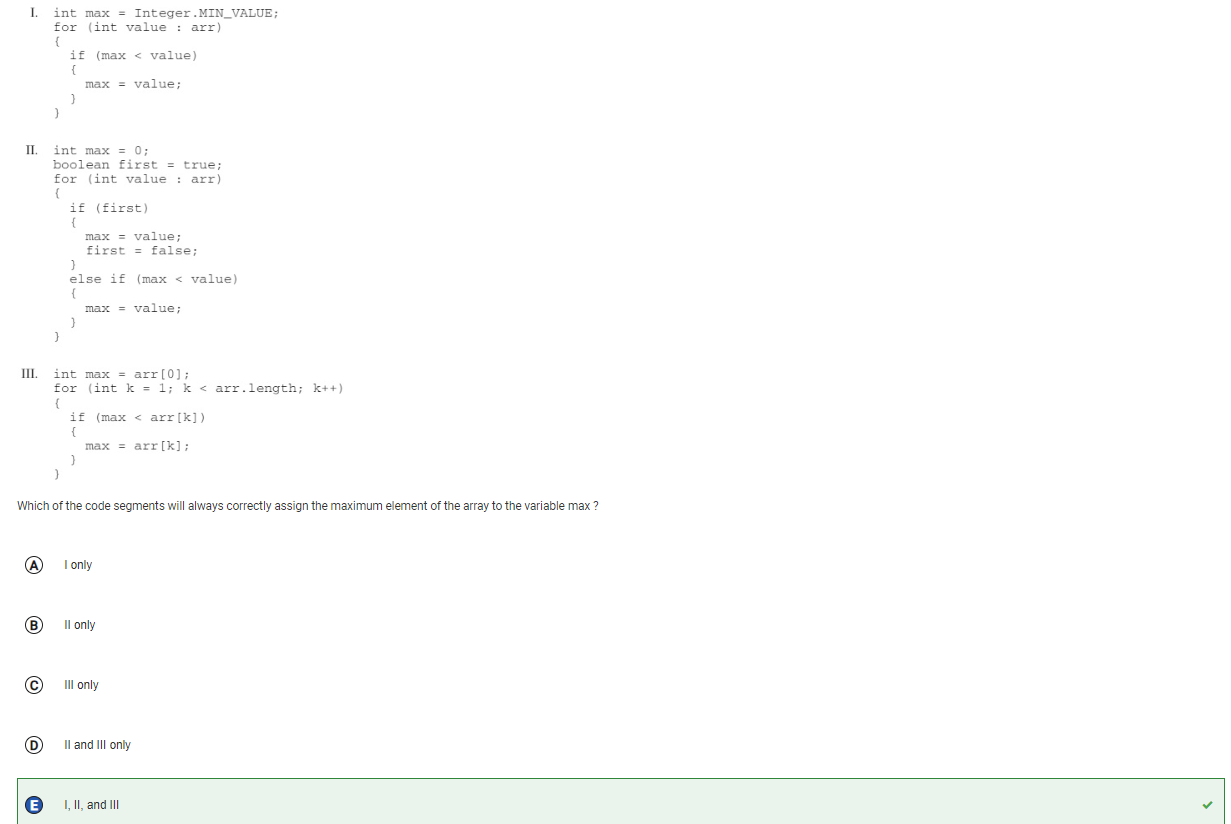 I. int max = Integer.MIN_VALUE;
for (int value : arr)
{
if (max < value)
{
max = value;
}
}
II. int max = 0;
boolean first = true;
for (int value : arr)
{
if (first)
{
max = value;
first = false;
}
else if (max < value)
{
max = value;
}
}
III. int max = arr[0];
for (int k = 1; k < arr.length; k++)
{
if (max < arr[k])
{
max = arr[k];
}
}
Which of the code segments will always correctly assign the maximum element of the array to the variable max ?
A I only
B II only
C III only
D II and III only
E I, II, and III